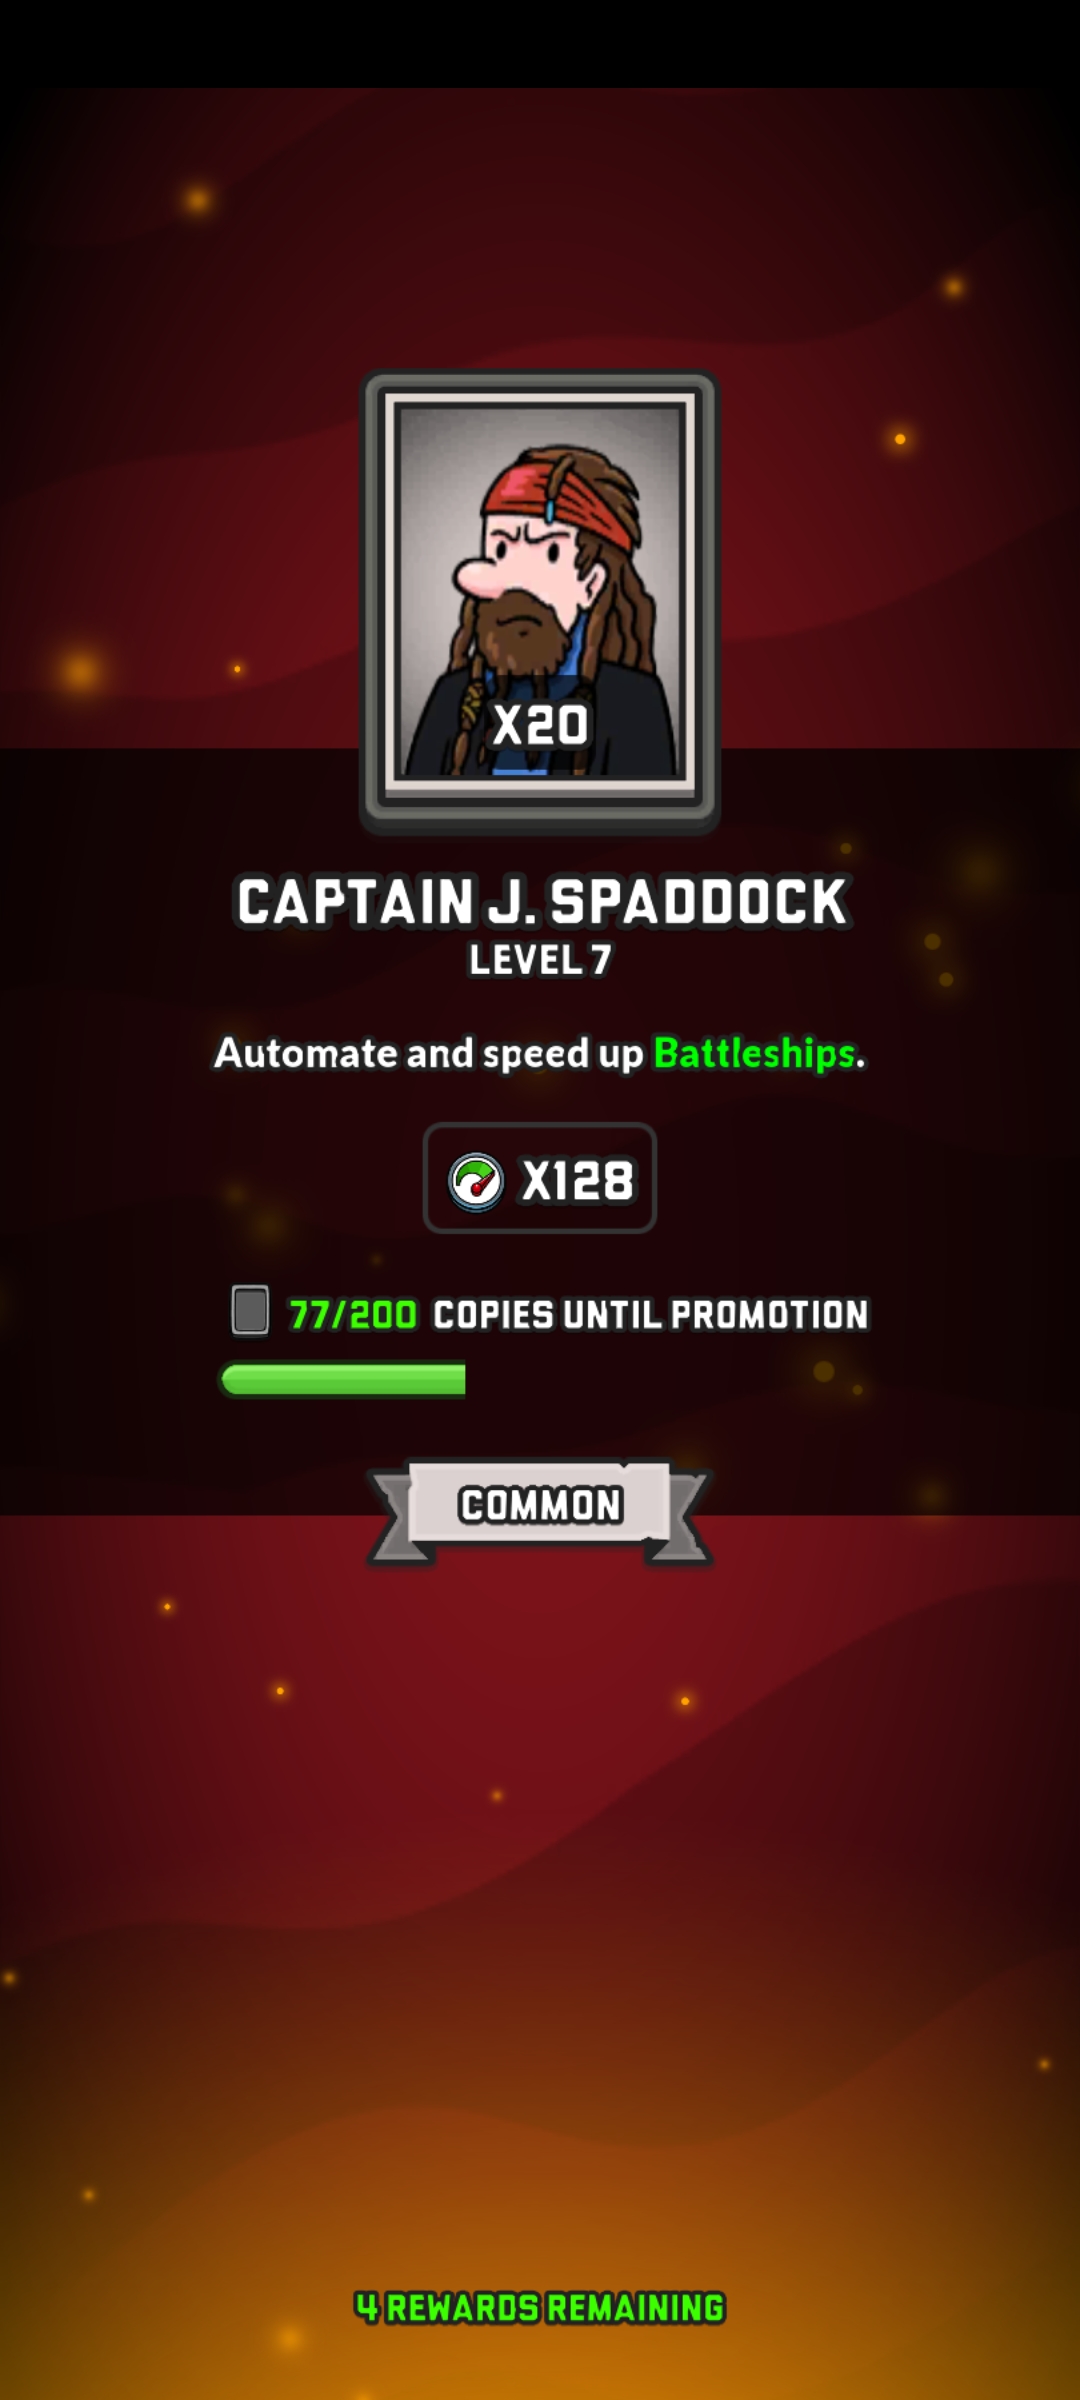 X20
CAPTAIN J. SPADDOCK
LEVEL 7
Automate and speed up Battleships.
X128
77/200 COPIES UNTIL PROMOTION
COMMON
4 REWARDS REMAINING